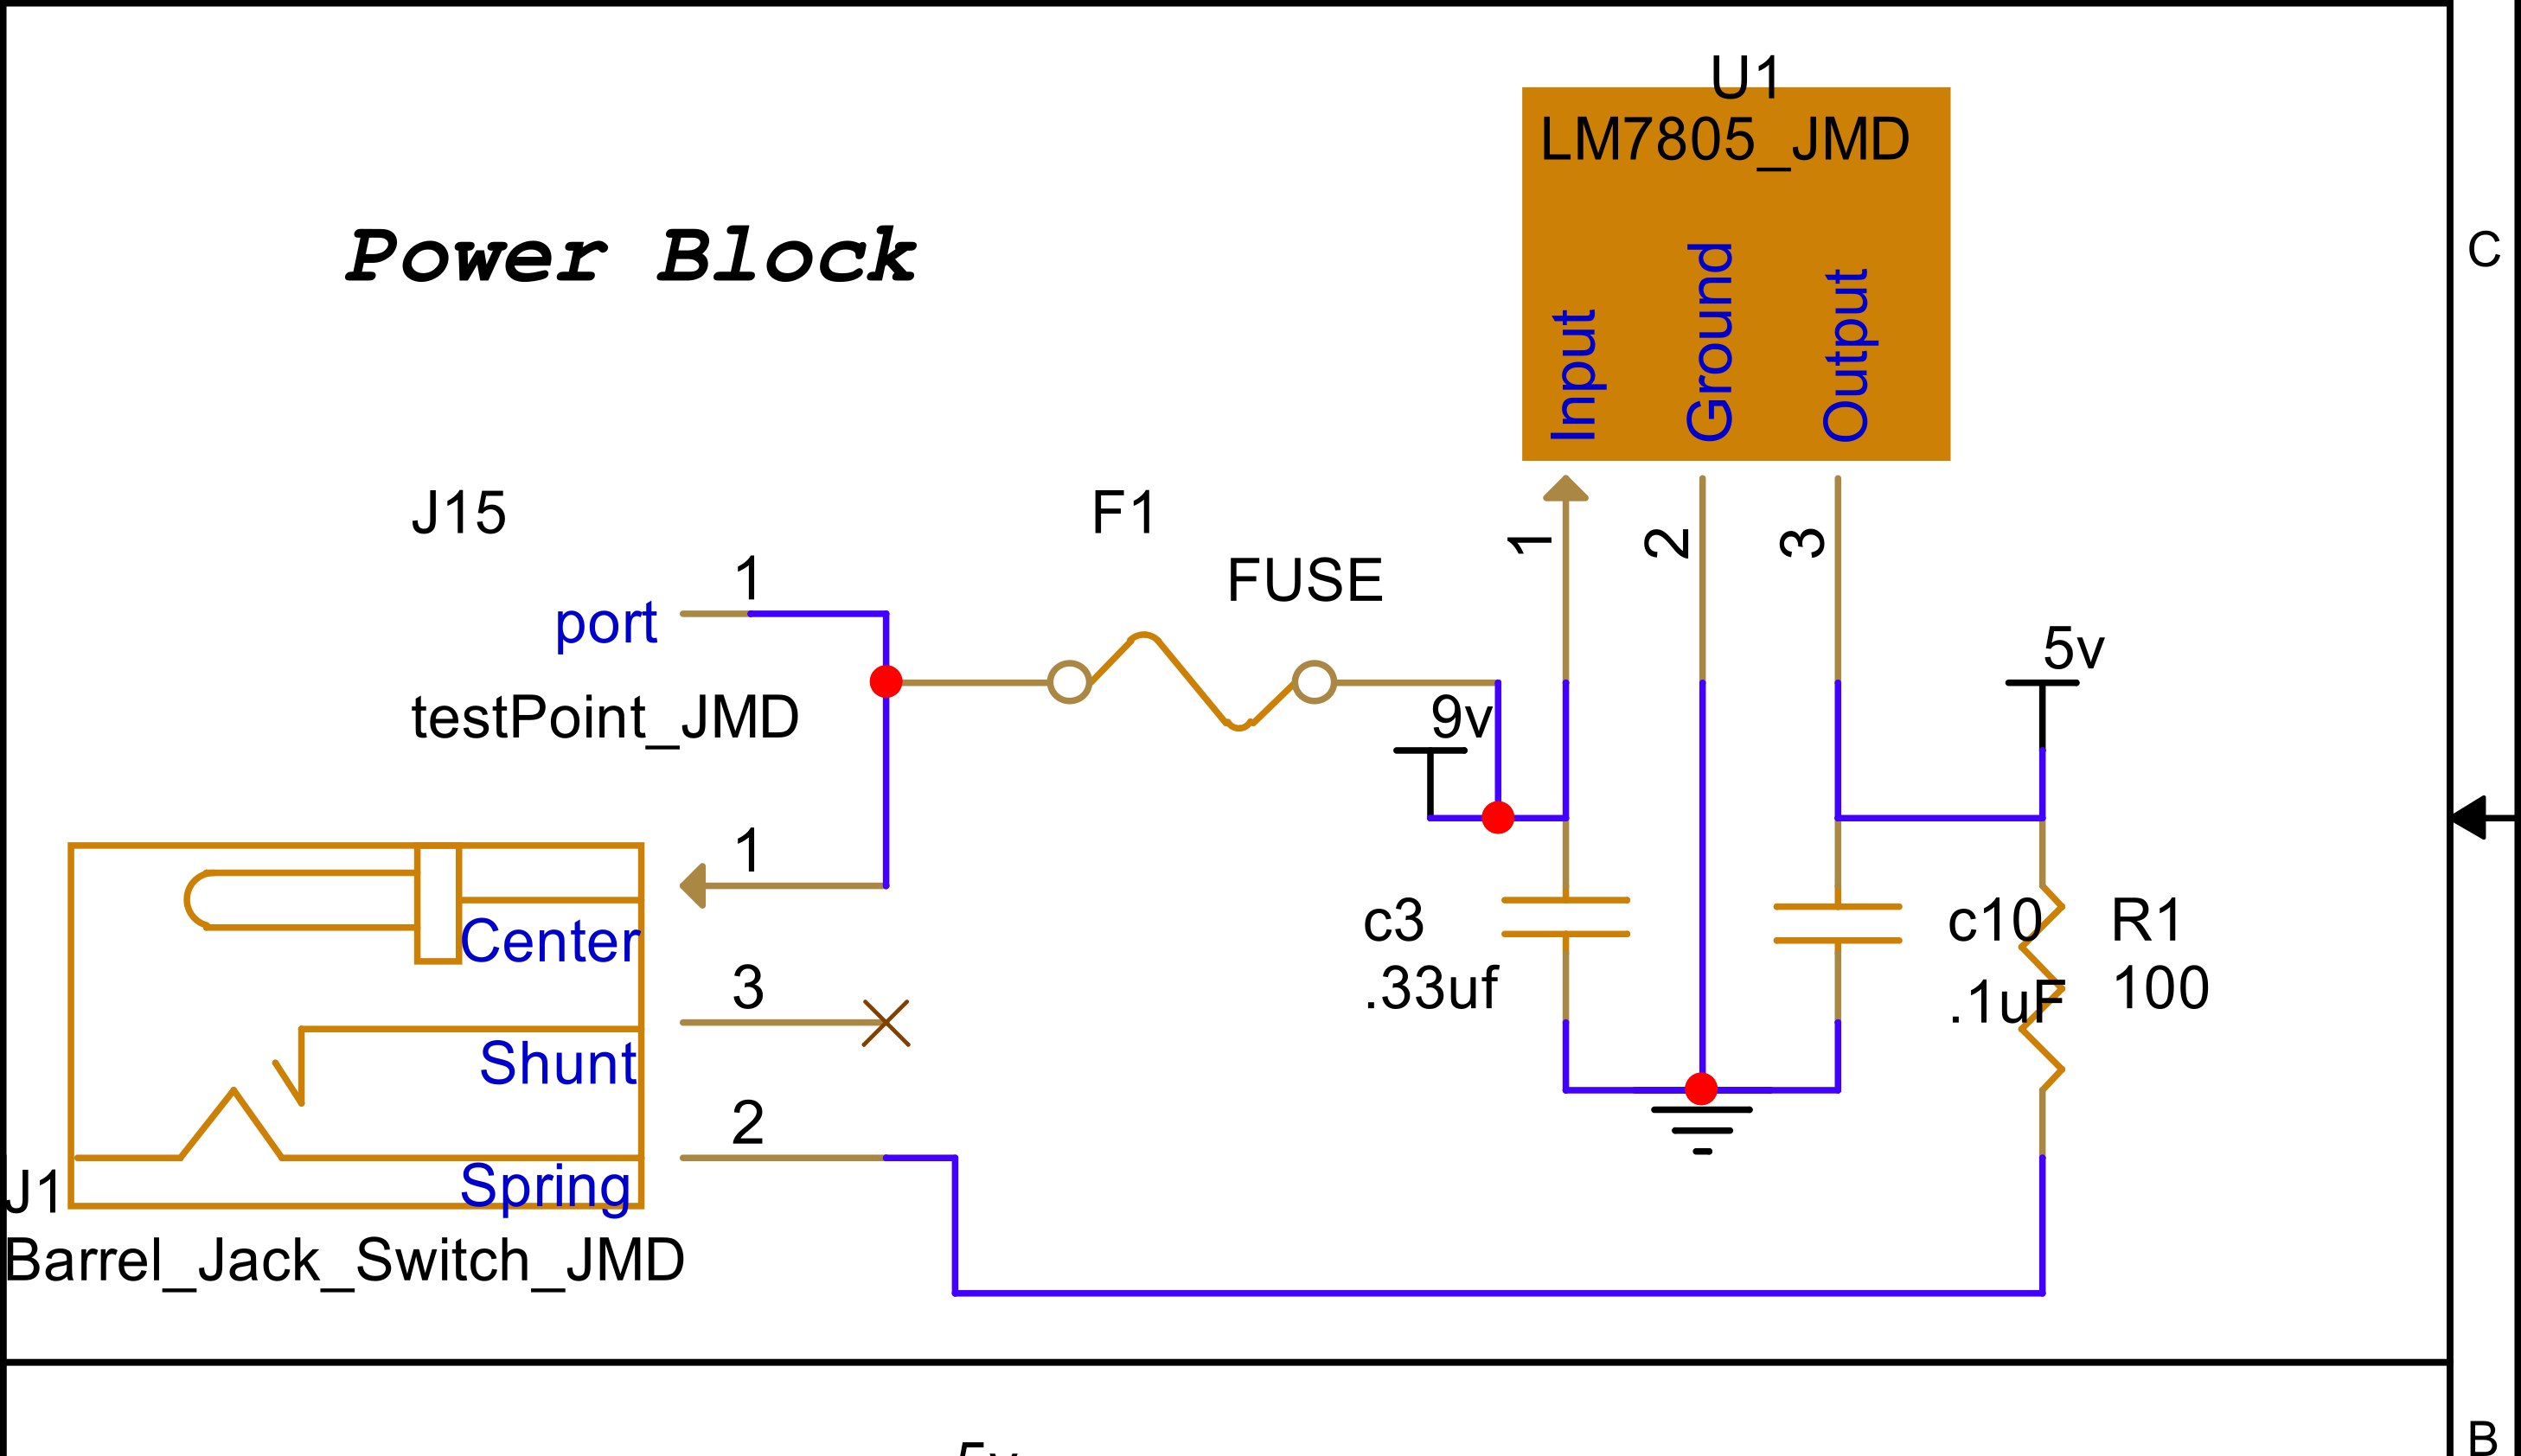 U1
LM7805_JMD
Power Block
C
Input
Ground
Output
J15
F1
1
2
3
1
FUSE
port
5v
testPoint_JMD
9v
1
Center
c3
c10
R1
3
.33uf
.1uF
100
Shunt
2
Spring
J1
Barrel_Jack_Switch_JMD
B
5v